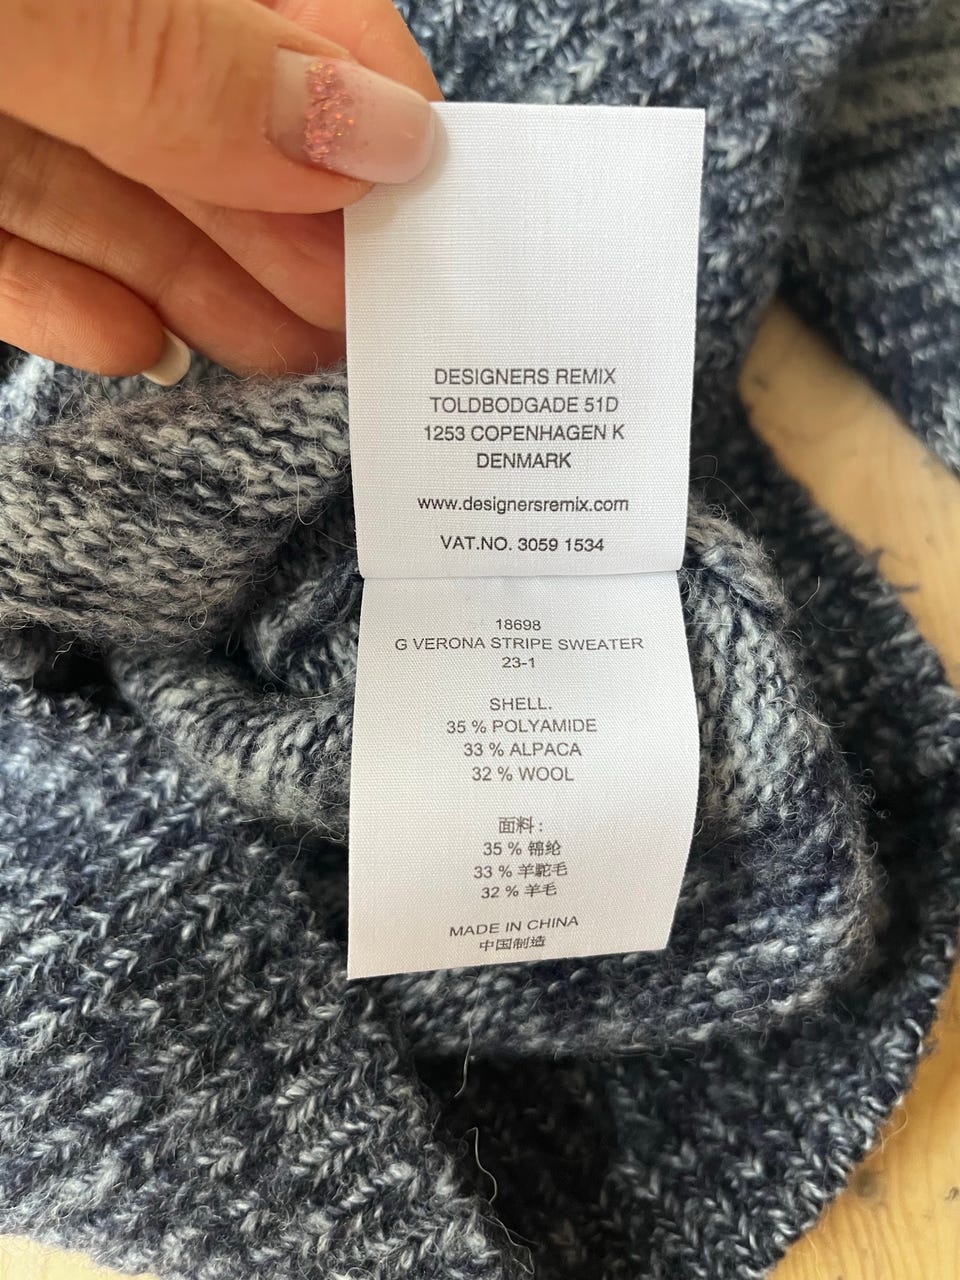 DESIGNERS REMIX
TOLDBODGADE 51D
1253 COPENHAGEN K
DENMARK
www.designersremix.com
VAT.NO. 3059 1534
18698
G VERONA STRIPE SWEATER
23-1
SHELL.
35 % POLYAMIDE
33 % ALPACA
32 % WOOL
面料:
35 % 锦纶
33 % 羊驼毛
32 % 羊毛
MADE IN CHINA
中国制造